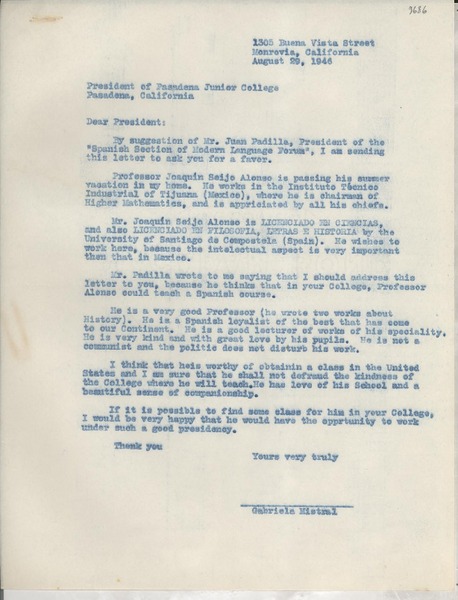 9686
1305 Buena Vista Street
Monrovia, California
August 29, 1946
President of Pasadena Junior College
Pasadena, California
Dear President:
By suggestion of Mr. Juan Padilla, President of the
"Spanish Section of Modern Language Forum", I am sending
this letter to ask you for a favor.
Professor Joaquin Seijo Alonso is passing his summer
vacation in my home. He works in the Instituto Técnico
Industrial of Tijuana (Mexico), where he is chairman of
Higher Mathematics, and is appriciated by all his chiefs.
Mr. Joaquin Seijo Alonso is LICENCIADO EN CIENCIAS,
and also LICENCIADO EN FILOSOFIA, LETRAS E HISTORIA by the
University of Santiago de Compostela (Spain). He wishes to
work here, because the intelectual aspect is very important
then that in Mexico.
Mr. Padilla wrote to me saying that I should address this
letter to you, because he thinks that in your College, Professor
Alonso could teach a Spanish course.
He is a very good Professor (he wrote two works about
History). He is a Spanish loyalist of the best that has come
to our Continent. He is a good lecturer of works of his speciality.
He is very kind and with great love by his pupils. He is not a
communist and the politic does not disturb his work.
I think that heis worthy of obtainin a class in the United
States and I am sure that he shall not defraud the kindness of
the College where he will teach.He has love of his School and a
beautiful sense of companionship.
If it is possible to find some class for him in your College,
I would be very happy that he would have the opprtunity to work
under such a good presidency.
Thank you
Yours very truly
Gabriela Mistral